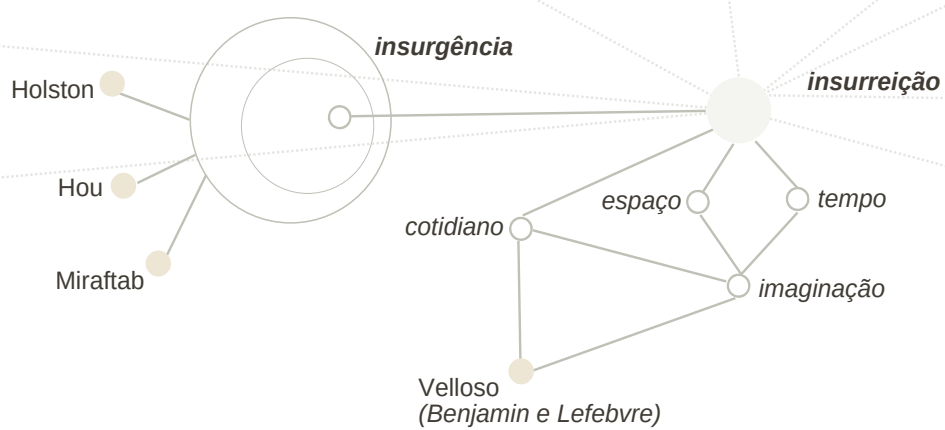 insurgência
insurreição
Holston
Hou
espaço
tempo
cotidiano
Miraftab
imaginação
Velloso
(Benjamin e Lefebvre)